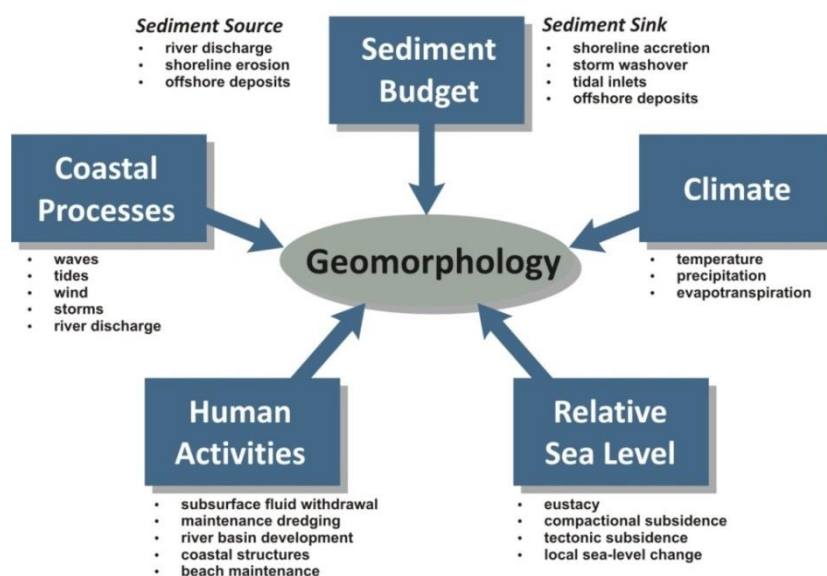 Sediment Source
• river discharge
• shoreline erosion
• offshore deposits
Sediment
Budget
Sediment Sink
• shoreline accretion
• storm washover
• tidal inlets
• offshore deposits
Coastal
Processes
• waves
• tides
• wind
• storms
• river discharge
Geomorphology
Climate
• temperature
• precipitation
• evapotranspiration
Human
Activities
• subsurface fluid withdrawal
• maintenance dredging
• river basin development
• coastal structures
• beach maintenance
Relative
Sea Level
• eustacy
• compactional subsidence
• tectonic subsidence
• local sea-level change